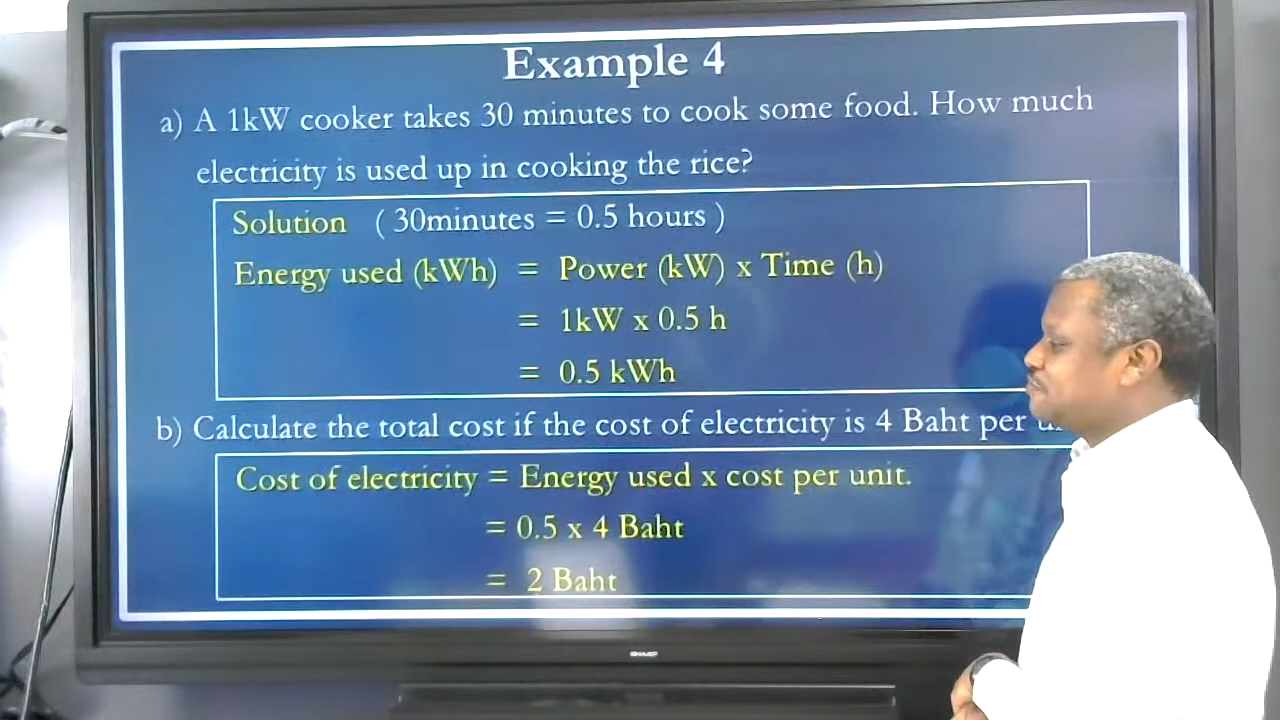 Example 4
a) A 1kW cooker takes 30 minutes to cook some food. How much
electricity is used up in cooking the rice?
Solution ( 30minutes = 0.5 hours )
Energy used (kWh) = Power (kW) x Time (h)
= 1kW x 0.5 h
= 0.5 kWh
b) Calculate the total cost if the cost of electricity is 4 Baht per
Cost of electricity = Energy used x cost per unit.
= 0.5 x 4 Baht
= 2 Baht
SHARP